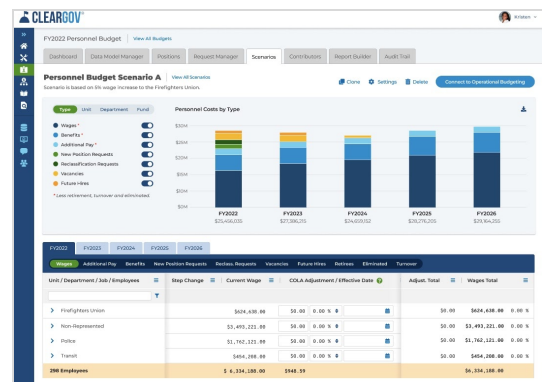 CLEARGOV®
Kristen
FY2022 Personnel Budget View All Budgets
Dashboard Data Model Manager Positions Request Manager Scenarios Contributors Report Builder Audit Trail
Personnel Budget Scenario A View All Scenarios
Clone Settings Delete Connect to Operational Budgeting
Scenario is based on 5% wage increase to the Firefighters Union.
Type Unit Department Fund
Personnel Costs by Type
Wages *
Benefits *
Additional Pay *
New Position Requests
Reclassification Requests
Vacancies
Future Hires
* Less retirement, turnover and eliminated.
FY2022 FY2023 FY2024 FY2025 FY2026
FY2022 FY2023 FY2024 FY2025 FY2026
Wages Additional Pay Benefits New Position Requests Reclass. Requests Vacancies Future Hires Retirees Eliminated Turnover
Unit / Department / Job / Employees Step Change Current Wage COLA Adjustment / Effective Date Adjust. Total Wages Total
Firefighters Union $624,638.00 $0.00 0.00 % $0.00 $624,638.00 0.00 %
Non-Represented $3,493,221.00 $0.00 0.00 % $0.00 $3,493,221.00 0.00 %
Police $1,762,121.00 $0.00 0.00 % $0.00 $1,762,121.00 0.00 %
Transit $454,208.00 $0.00 0.00 % $0.00 $454,208.00 0.00 %
298 Employees $ 6,334,188.00 $948.59 $6,334,188.00